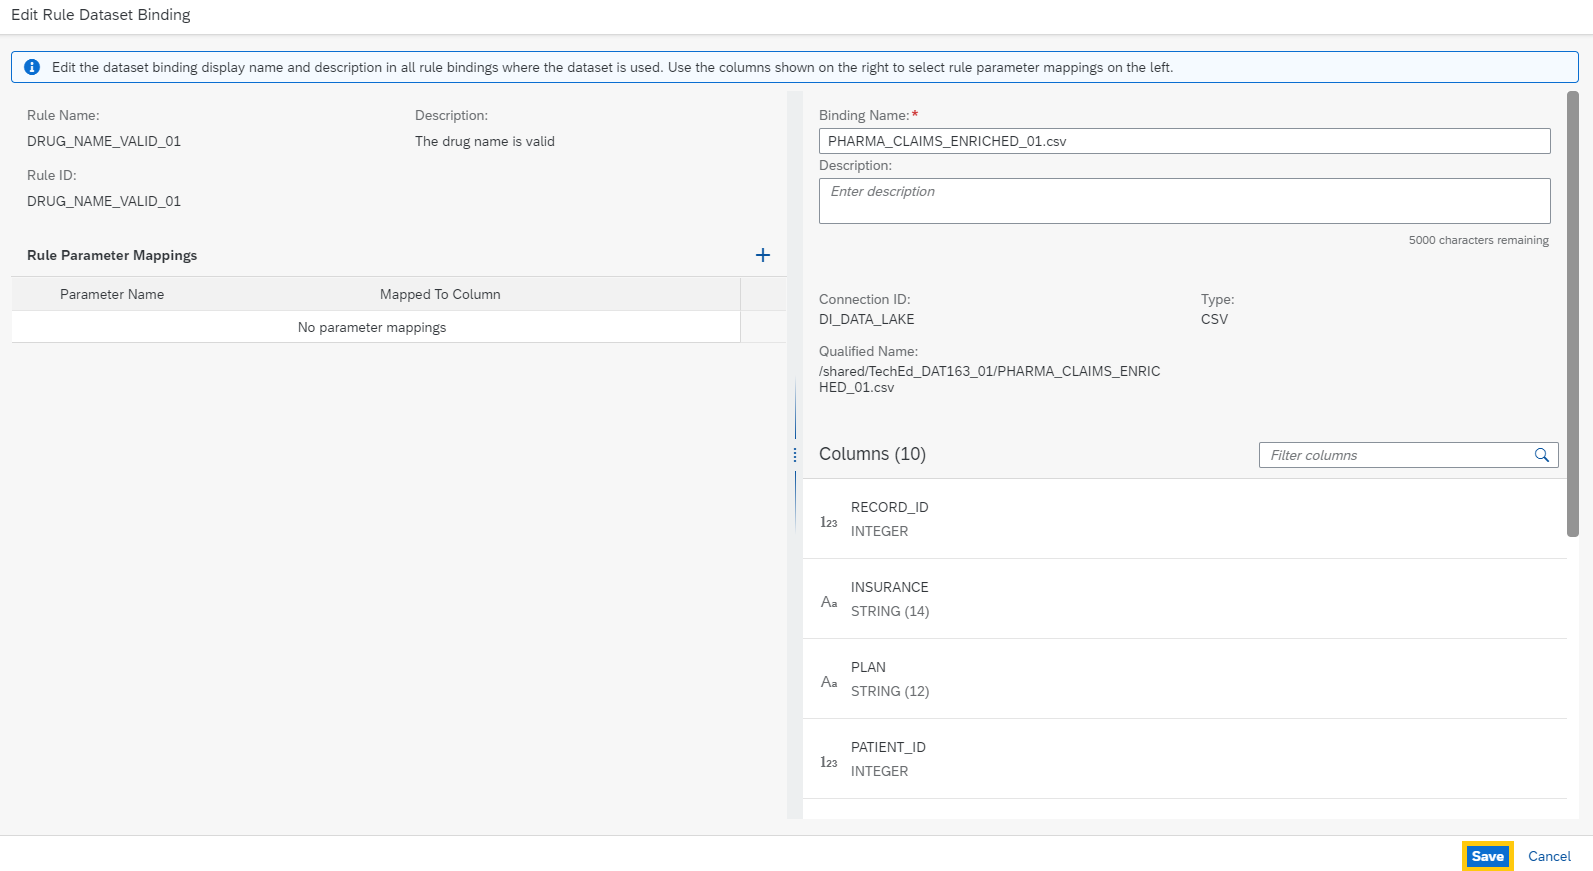 Edit Rule Dataset Binding
Edit the dataset binding display name and description in all rule bindings where the dataset is used. Use the columns shown on the right to select rule parameter mappings on the left.
Rule Name:
DRUG_NAME_VALID_01
Description:
The drug name is valid
Rule ID:
DRUG_NAME_VALID_01
Rule Parameter Mappings
Parameter Name
Mapped To Column
No parameter mappings
Binding Name:*
PHARMA_CLAIMS_ENRICHED_01.csv
Description:
Enter description
5000 characters remaining
Connection ID:
DI_DATA_LAKE
Type:
CSV
Qualified Name:
/shared/TechEd_DAT163_01/PHARMA_CLAIMS_ENRIC
HED_01.csv
Columns (10)
Filter columns
RECORD_ID
INTEGER
INSURANCE
STRING (14)
PLAN
STRING (12)
PATIENT_ID
INTEGER
Save
Cancel